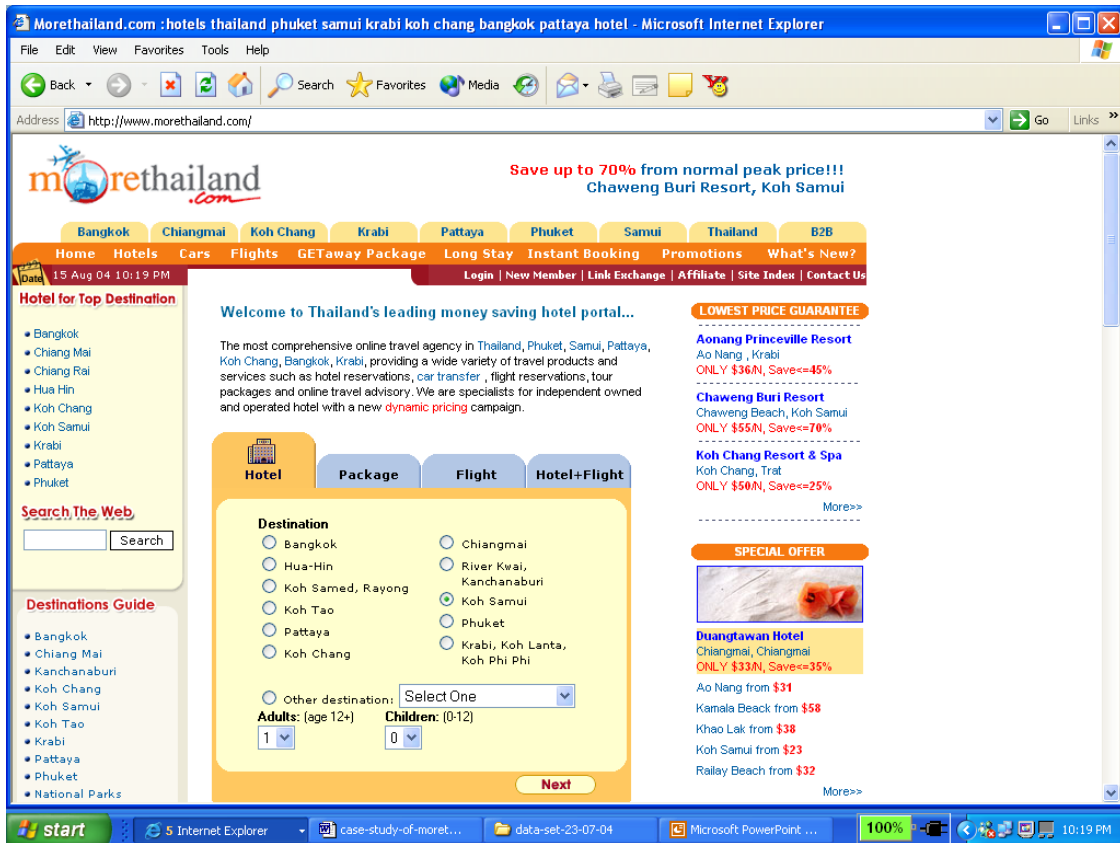 Morethailand.com :hotels thailand phuket samui krabi koh chang bangkok pattaya hotel - Microsoft Internet Explorer
File Edit View Favorites Tools Help
Back Search Favorites Media
Address http://www.morethailand.com/ Go Links »
morethailand
.com
Save up to 70% from normal peak price!!!
Chaweng Buri Resort, Koh Samui
Bangkok Chiangmai Koh Chang Krabi Pattaya Phuket Samui Thailand B2B
Home Hotels Cars Flights GETaway Package Long Stay Instant Booking Promotions What's New?
Date 15 Aug 04 10:19 PM
Login | New Member | Link Exchange | Affiliate | Site Index | Contact Us
Hotel for Top Destination
Bangkok
Chiang Mai
Chiang Rai
Hua Hin
Koh Chang
Koh Samui
Krabi
Pattaya
Phuket
Search The Web
Search
Destinations Guide
Bangkok
Chiang Mai
Kanchanaburi
Koh Chang
Koh Samui
Koh Tao
Krabi
Pattaya
Phuket
National Parks
Welcome to Thailand's leading money saving hotel portal...
The most comprehensive online travel agency in Thailand, Phuket, Samui, Pattaya,
Koh Chang, Bangkok, Krabi, providing a wide variety of travel products and
services such as hotel reservations, car transfer , flight reservations, tour
packages and online travel advisory. We are specialists for independent owned
and operated hotel with a new dynamic pricing campaign.
Hotel Package Flight Hotel+Flight
Destination
Bangkok Chiangmai
Hua-Hin River Kwai,
Kanchanaburi
Koh Samed, Rayong Koh Samui
Koh Tao Phuket
Pattaya Krabi, Koh Lanta,
Koh Chang Koh Phi Phi
Other destination: Select One
Adults: (age 12+) Children: (0-12)
1 0
Next
LOWEST PRICE GUARANTEE
Aonang Princeville Resort
Ao Nang , Krabi
ONLY $36/N, Save<=45%
Chaweng Buri Resort
Chaweng Beach, Koh Samui
ONLY $55/N, Save<=70%
Koh Chang Resort & Spa
Koh Chang, Trat
ONLY $50/N, Save<=25%
More>>
SPECIAL OFFER
Duangtawan Hotel
Chiangmai, Chiangmai
ONLY $33/N, Save<=35%
Ao Nang from $31
Kamala Beack from $58
Khao Lak from $38
Koh Samui from $23
Railay Beach from $32
More>>
start 5 Internet Explorer case-study-of-moret... data-set-23-07-04 Microsoft PowerPoint ... 100% 10:19 PM